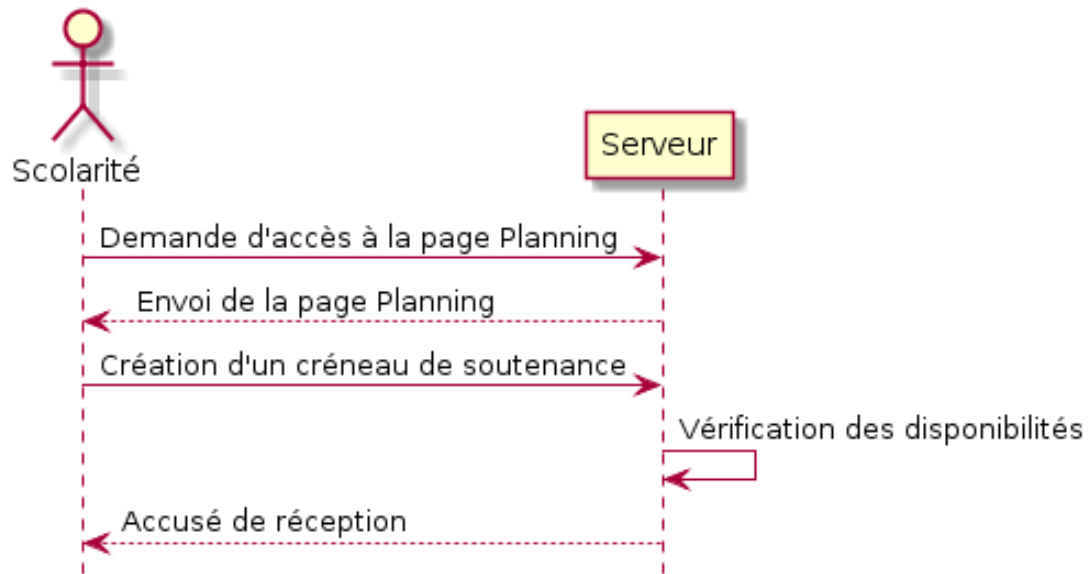 Scolarité
Serveur
Demande d'accès à la page Planning
Envoi de la page Planning
Création d'un créneau de soutenance
Vérification des disponibilités
Accusé de réception